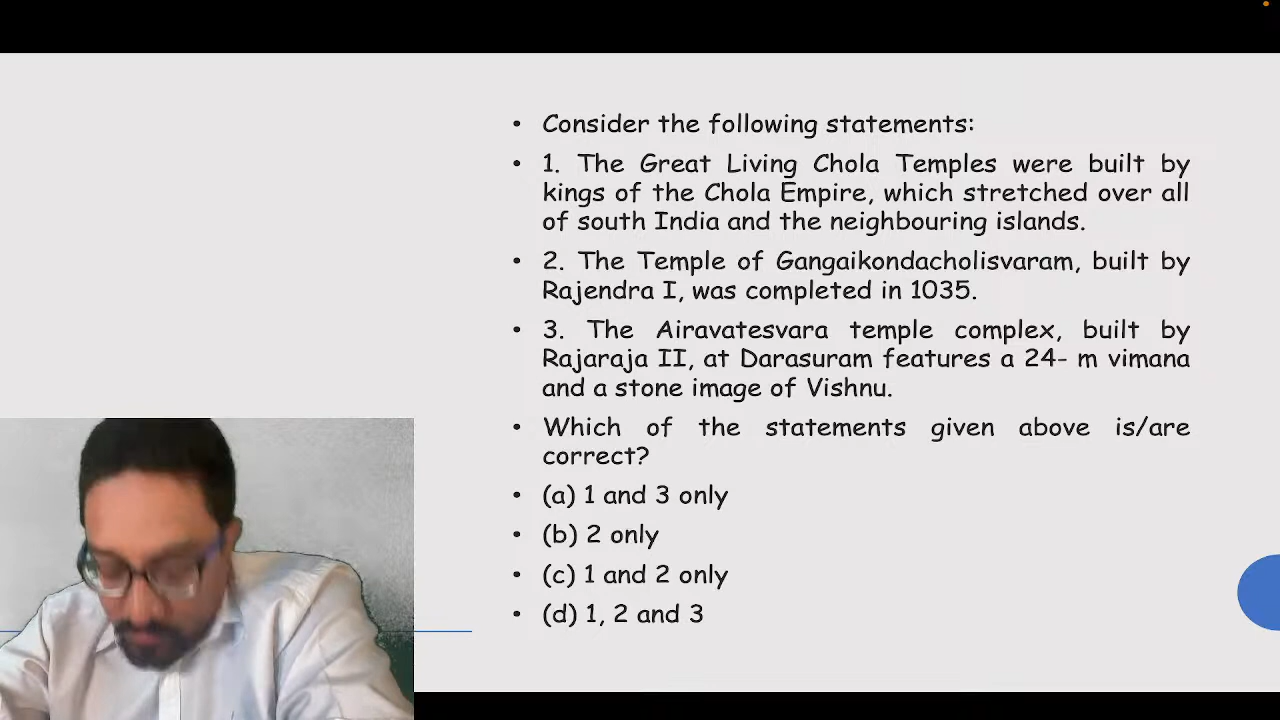 • Consider the following statements:
• 1. The Great Living Chola Temples were built by
kings of the Chola Empire, which stretched over all
of south India and the neighbouring islands.
• 2. The Temple of Gangaikondacholisvaram, built by
Rajendra I, was completed in 1035.
• 3. The Airavatesvara temple complex, built by
Rajaraja II, at Darasuram features a 24- m vimana
and a stone image of Vishnu.
• Which of the statements given above is/are
correct?
• (a) 1 and 3 only
• (b) 2 only
• (c) 1 and 2 only
• (d) 1, 2 and 3